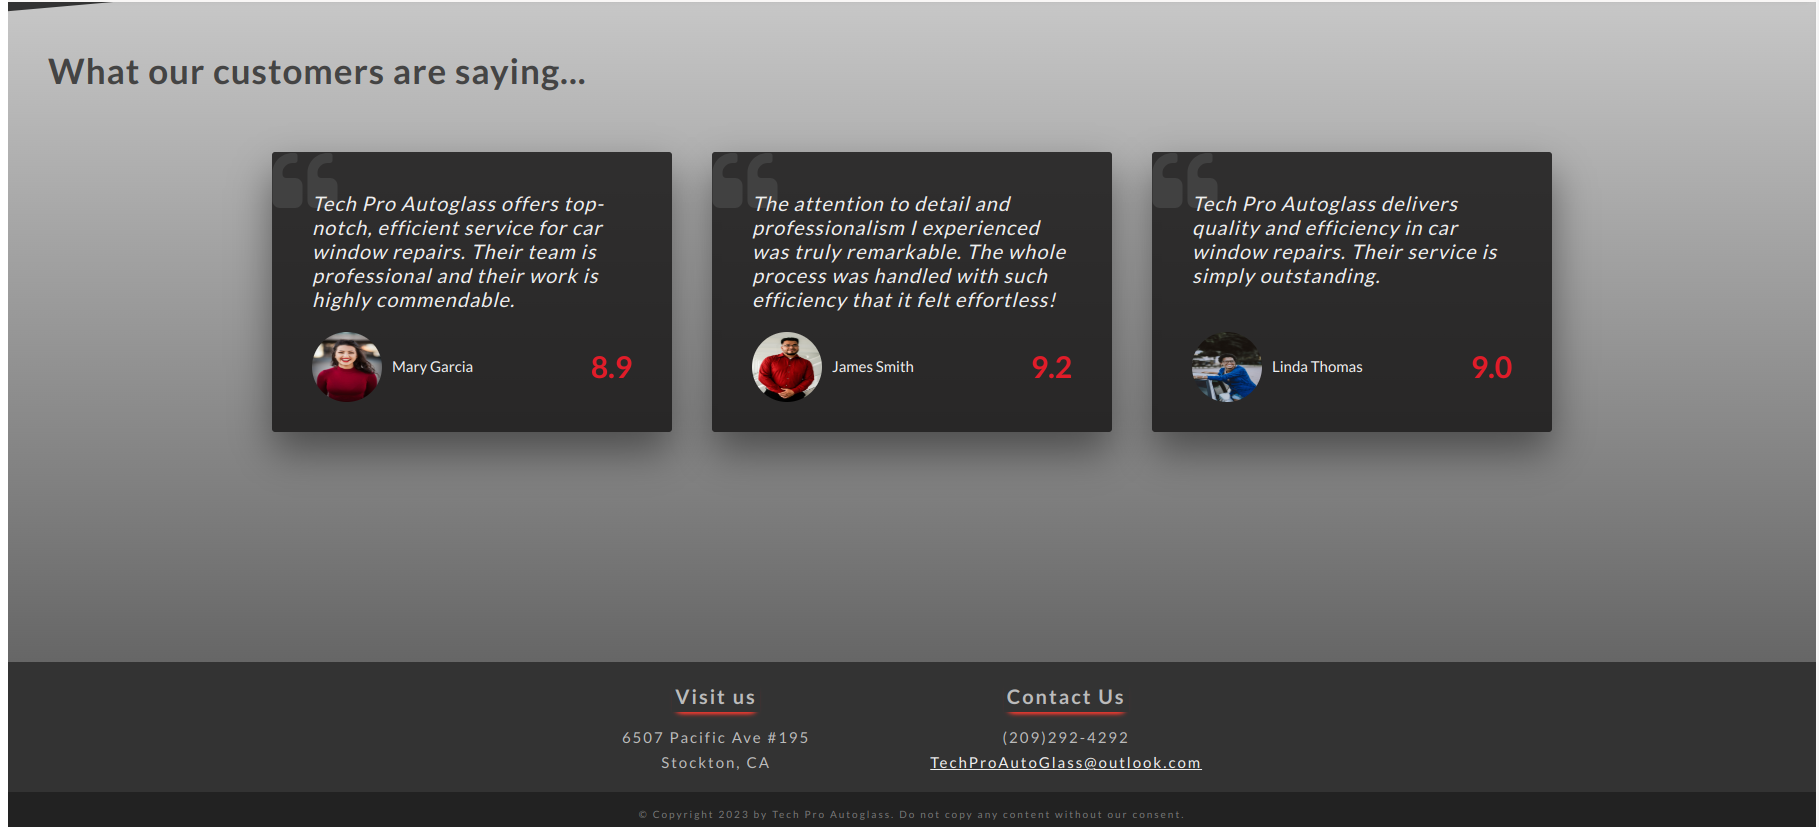 What our customers are saying...
Tech Pro Autoglass offers top-
notch, efficient service for car
window repairs. Their team is
professional and their work is
highly commendable.
Mary Garcia
8.9
The attention to detail and
professionalism I experienced
was truly remarkable. The whole
process was handled with such
efficiency that it felt effortless!
James Smith
9.2
Tech Pro Autoglass delivers
quality and efficiency in car
window repairs. Their service is
simply outstanding.
Linda Thomas
9.0
Visit us
6507 Pacific Ave #195
Stockton, CA
Contact Us
(209)292-4292
TechProAutoGlass@outlook.com
© Copyright 2023 by Tech Pro Autoglass. Do not copy any content without our consent.